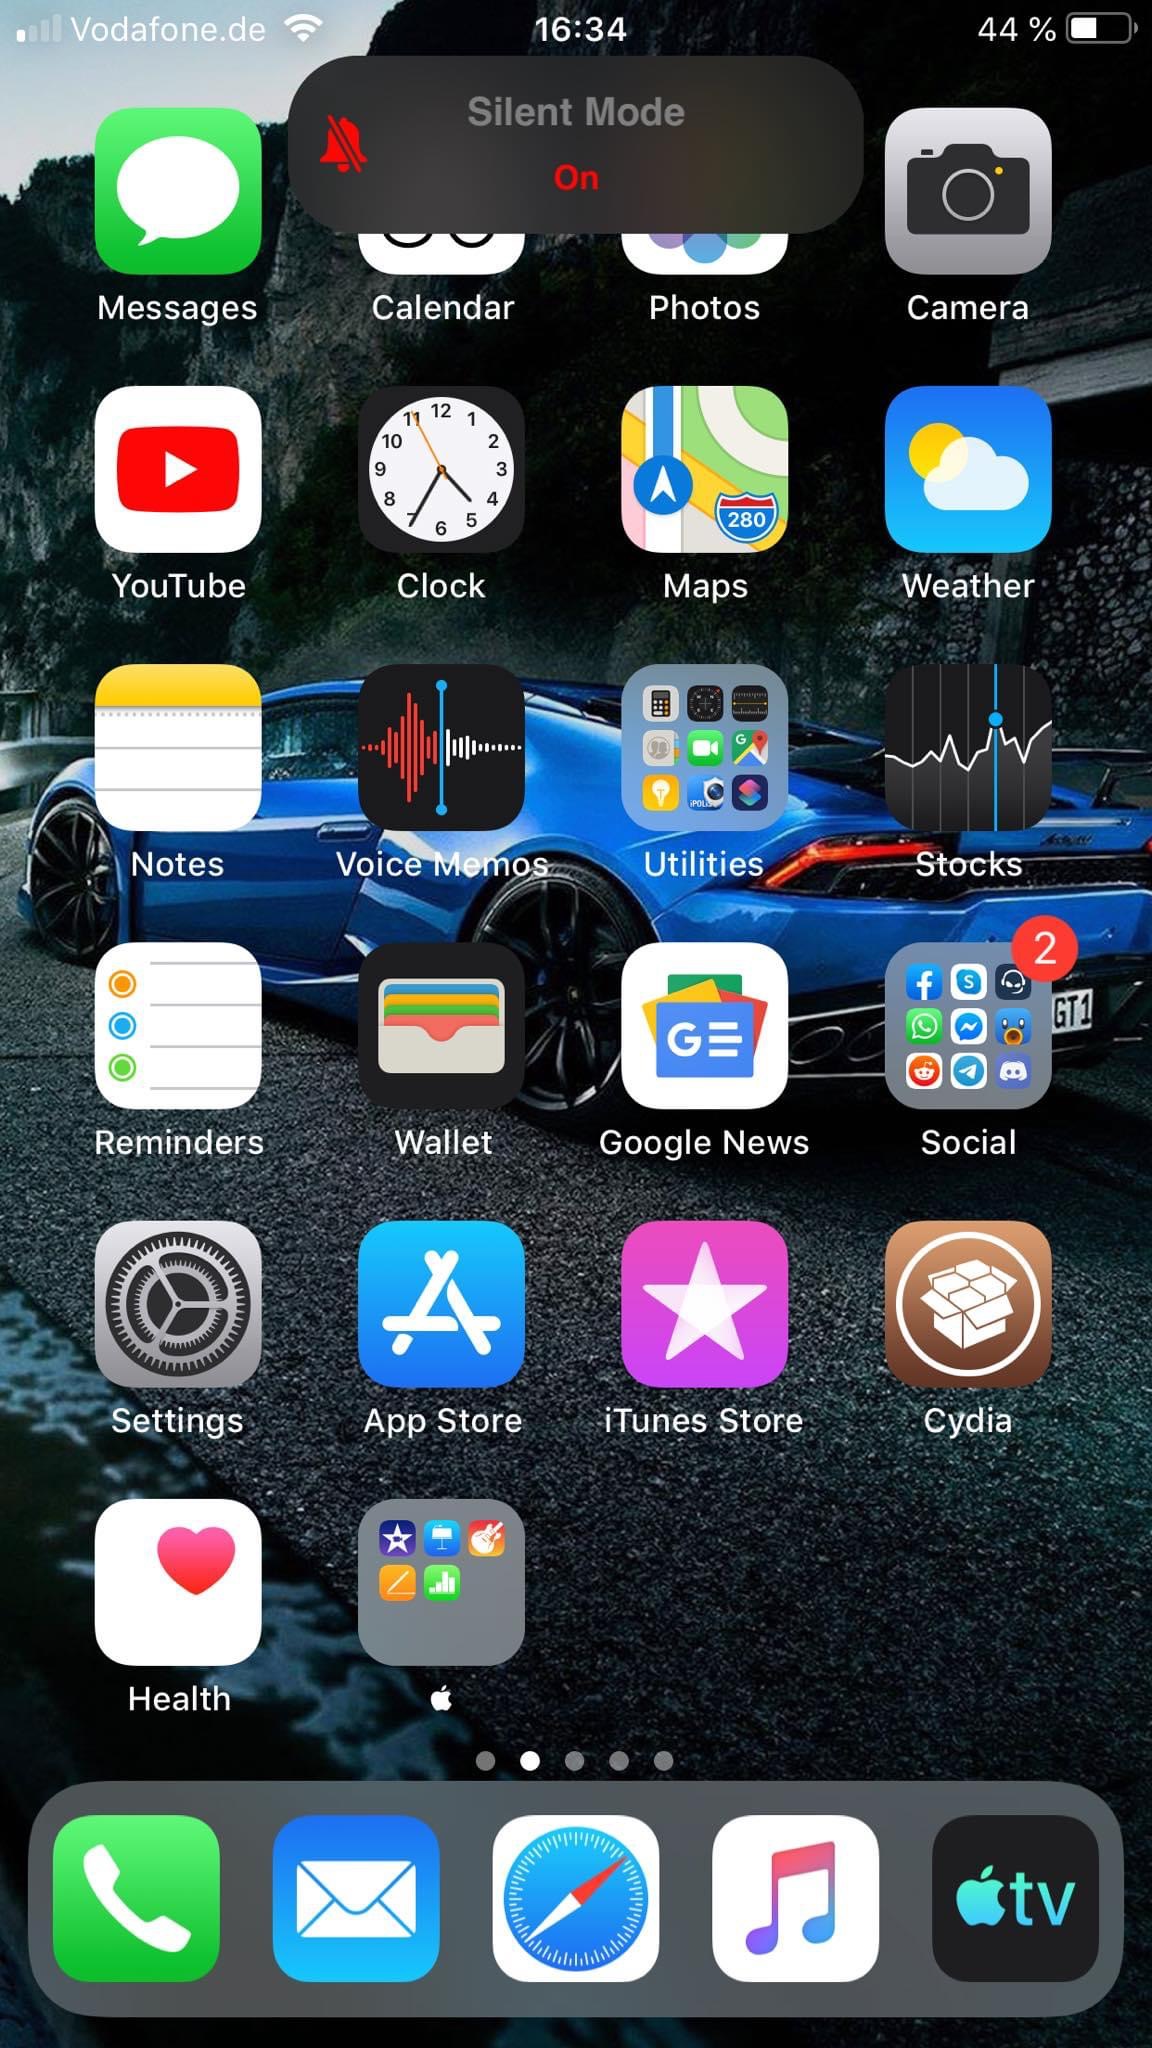 Vodafone.de 16:34 44 %
Silent Mode
On
Messages Calendar Photos Camera
12
11 1
10 2
9 3
8 4
7 5
6
280
YouTube Clock Maps Weather
G
iPOLiS
Notes Voice Memos Utilities Stocks
2
S
GT1
GE
Reminders Wallet Google News Social
Settings App Store iTunes Store Cydia
Health
tv